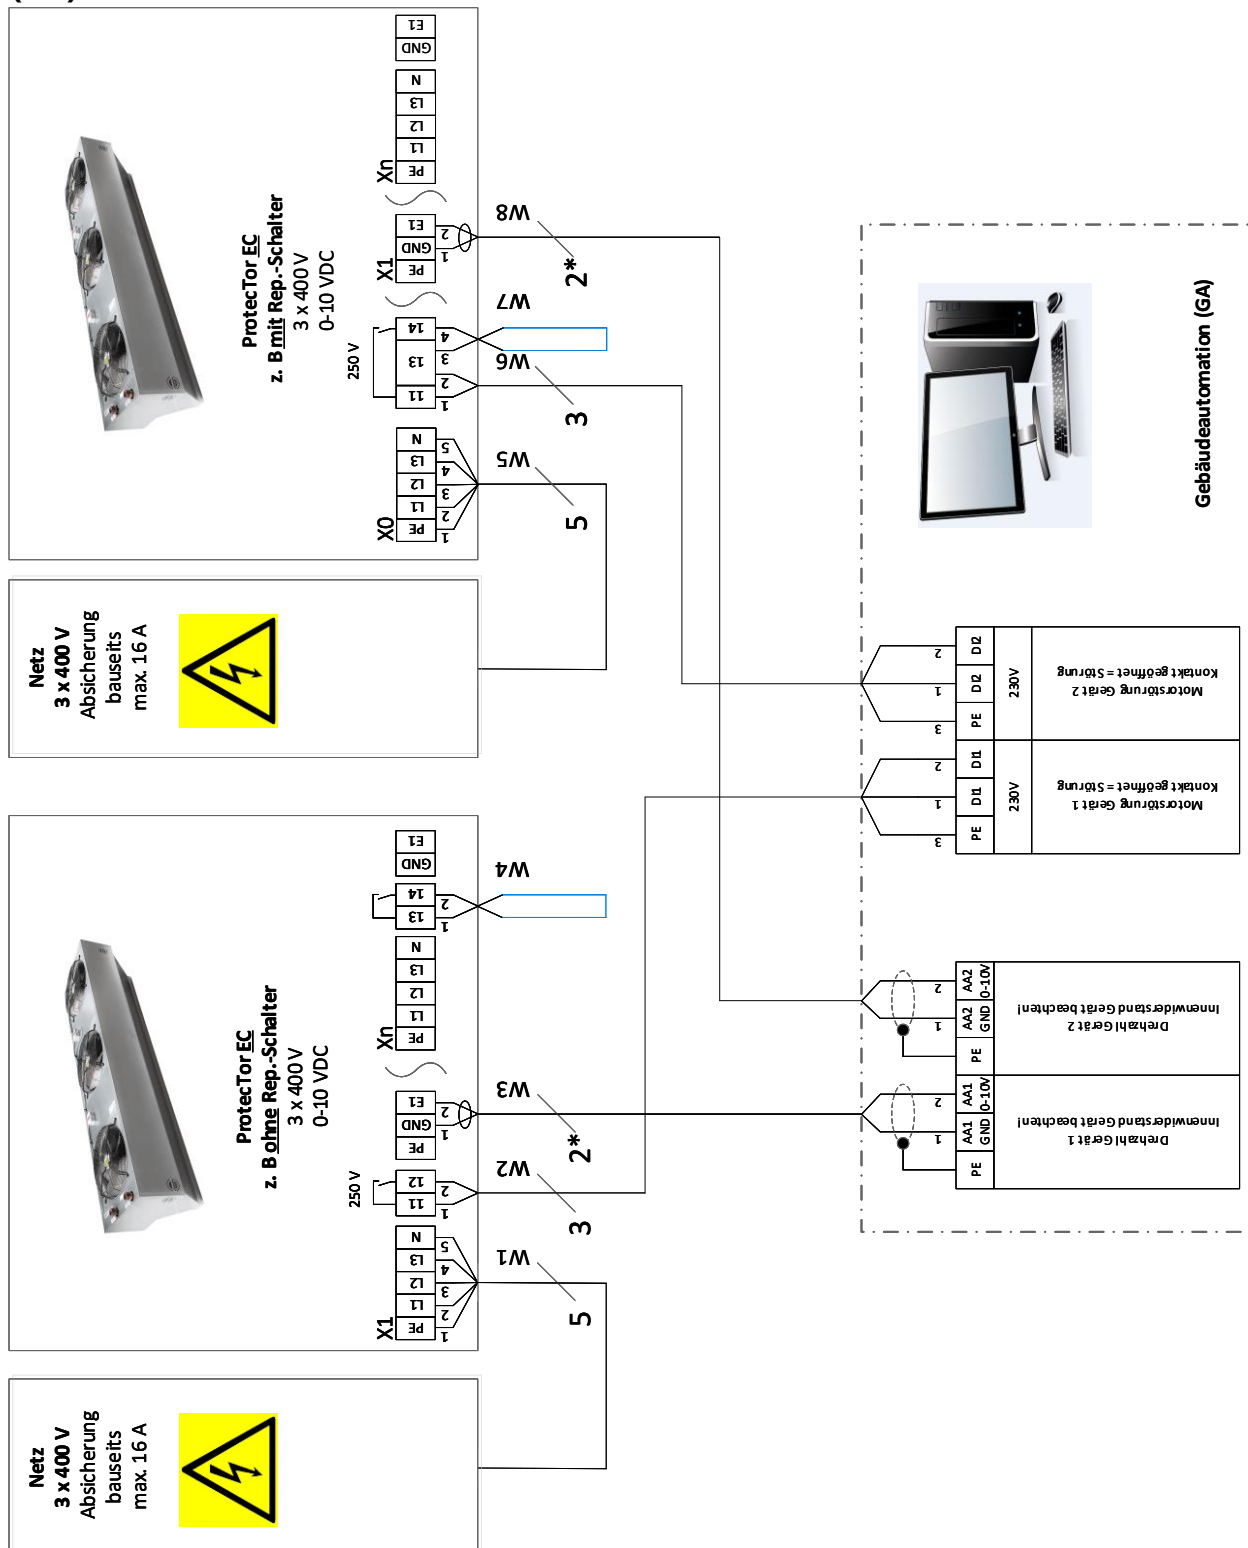 Netz
3 x 400 V
Absicherung
bauseits
max. 16 A
ProtecTor EC
z. B ohne Rep.-Schalter
3 x 400 V
0-10 VDC
250 V
X1
PE L1 L2 L3 N
1 2 3 4 5
11 12
1 2
PE GND E1
1 2
Xn
PE L1 L2 L3 N
13 14
1 2
GND E1
W1
5
W2
3
W3
2*
W4
Netz
3 x 400 V
Absicherung
bauseits
max. 16 A
ProtecTor EC
z. B mit Rep.-Schalter
3 x 400 V
0-10 VDC
250 V
X0
PE L1 L2 L3 N
1 2 3 4 5
11 13 14
1 2 3 4
X1
PE GND E1
1 2
Xn
PE L1 L2 L3 N
GND E1
W5
5
W6
3
W7
W8
2*
1 2
PE AA1 AA1
GND 0-10V
Drehzahl Gerät 1
Innenwiderstand Gerät beachten!
1 2
PE AA2 AA2
GND 0-10V
Drehzahl Gerät 2
Innenwiderstand Gerät beachten!
3 1 2
PE DI1 DI1
230V
Motorstörung Gerät 1
Kontakt geöffnet = Störung
3 1 2
PE DI2 DI2
230V
Motorstörung Gerät 2
Kontakt geöffnet = Störung
Gebäudeautomation (GA)